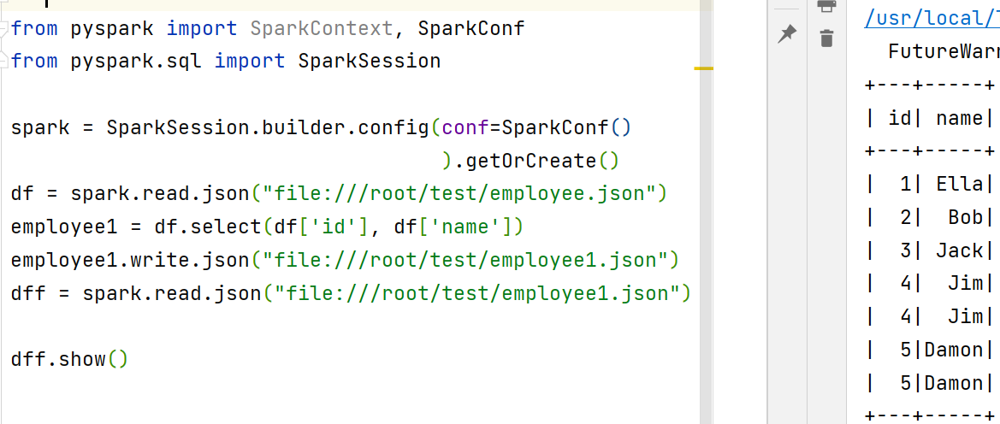 from pyspark import SparkContext, SparkConf
from pyspark.sql import SparkSession
spark = SparkSession.builder.config(conf=SparkConf()
).getOrCreate()
df = spark.read.json("file:///root/test/employee.json")
employee1 = df.select(df['id'], df['name'])
employee1.write.json("file:///root/test/employee1.json")
dff = spark.read.json("file:///root/test/employee1.json")
dff.show()
/usr/local/
FutureWar
+---+-----+
| id| name|
+---+-----+
|  1| Ella|
|  2|  Bob|
|  3| Jack|
|  4|  Jim|
|  4|  Jim|
|  5|Damon|
|  5|Damon|
+---+-----+